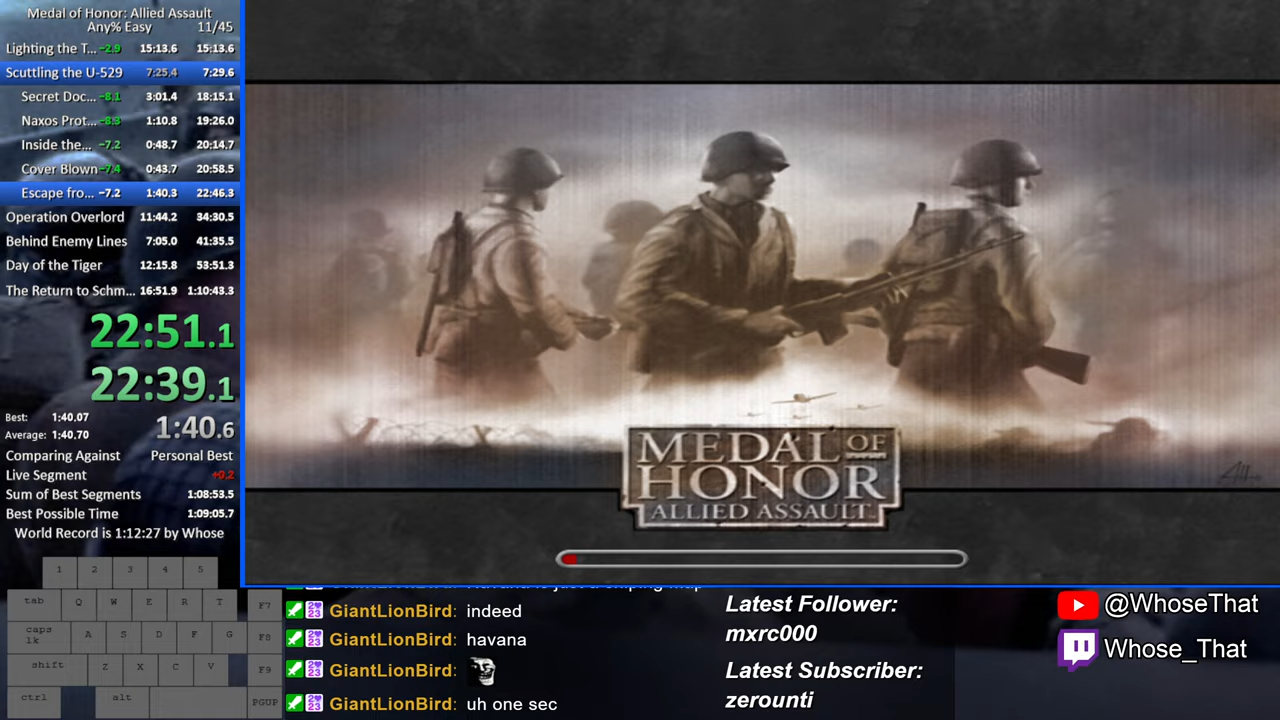 Medal of Honor: Allied Assault
Any% Easy 11/45
Lighting the T... −2.9 15:13.6 15:13.6
Scuttling the U-529 7:25.4 7:29.6
Secret Doc... −8.1 3:01.4 18:15.1
Naxos Prot... −8.3 1:10.8 19:26.0
Inside the... −7.2 0:48.7 20:14.7
Cover Blown −7.4 0:43.7 20:58.5
Escape fro... −7.2 1:40.3 22:46.3
Operation Overlord 11:44.2 34:30.5
Behind Enemy Lines 7:05.0 41:35.5
Day of the Tiger 12:15.8 53:51.3
The Return to Schm... 16:51.9 1:10:43.3
22:51.1
22:39.1
Best: 1:40.07
Average: 1:40.70
1:40.6
Comparing Against Personal Best
Live Segment +0.2
Sum of Best Segments 1:08:53.5
Best Possible Time 1:09:05.7
World Record is 1:12:27 by Whose
1 2 3 4 5
tab Q W E R T F7
caps lk A S D F G F8
shift Z X C V F9
ctrl alt PGUP
MEDAL OF
HONOR
ALLIED ASSAULT
GiantLionBird: indeed
GiantLionBird: havana
GiantLionBird:
GiantLionBird: uh one sec
Latest Follower:
mxrc000
Latest Subscriber:
zerounti
@WhoseThat
Whose_That